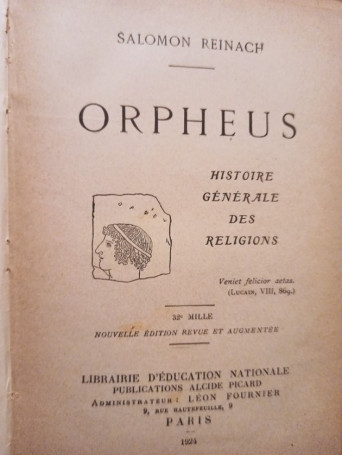 SALOMON REINACH
ORPHEUS
HISTOIRE
GÉNÉRALE
DES
RELIGIONS
Veniet felicior aetas.
(LUCAIN, VIII, 869.)
32e MILLE
NOUVELLE ÉDITION REVUE ET AUGMENTÉE
LIBRAIRIE D'ÉDUCATION NATIONALE
PUBLICATIONS ALCIDE PICARD
ADMINISTRATEUR : LÉON FOURNIER
9, RUE HAUTEFEUILLE, 9
PARIS
1924